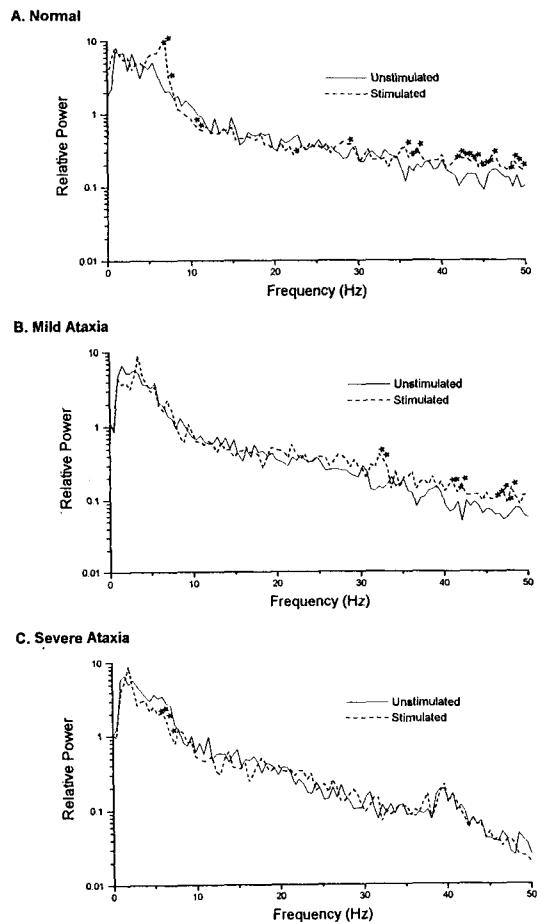 A. Normal
10
1
0.1
0.01
Relative Power
Unstimulated
Stimulated
0 10 20 30 40 50
Frequency (Hz)
B. Mild Ataxia
10
1
0.1
0.01
Relative Power
Unstimulated
Stimulated
0 10 20 30 40 50
Frequency (Hz)
C. Severe Ataxia
10
1
0.1
0.01
Relative Power
Unstimulated
Stimulated
0 10 20 30 40 50
Frequency (Hz)